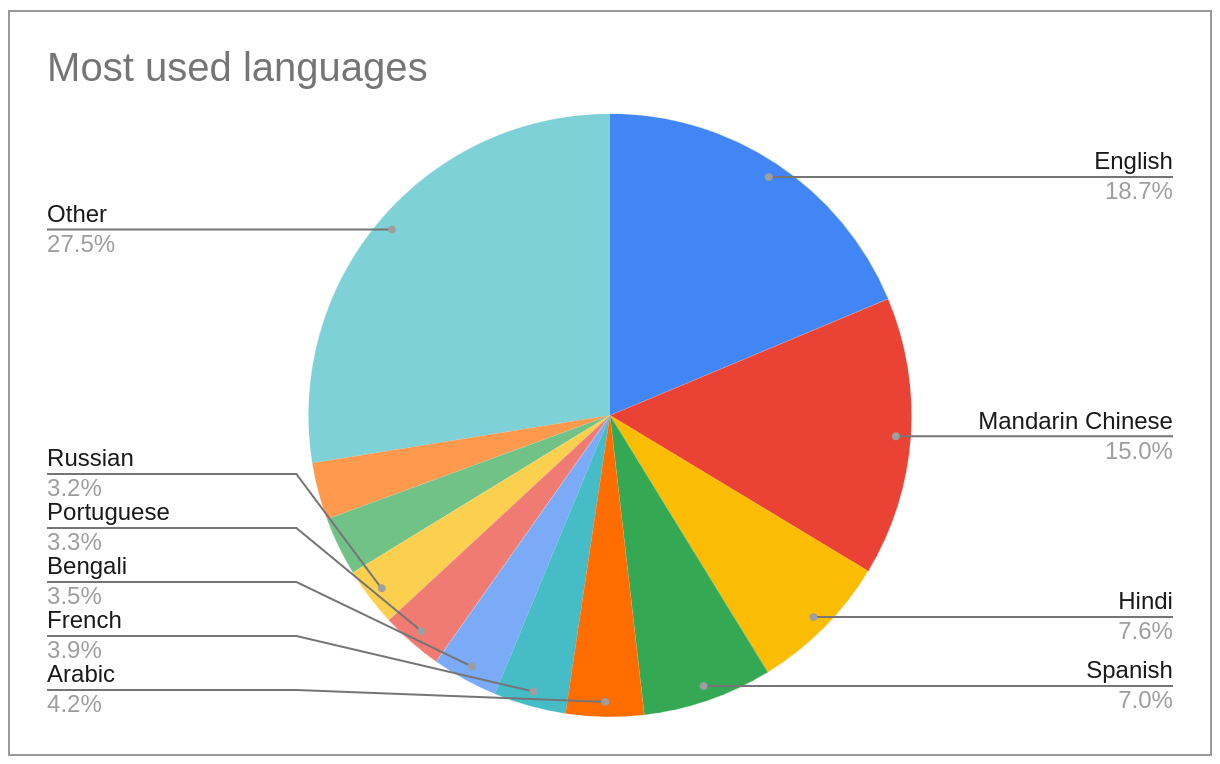 Most used languages
English
18.7%
Other
27.5%
Mandarin Chinese
15.0%
Russian
3.2%
Portuguese
3.3%
Bengali
3.5%
French
3.9%
Arabic
4.2%
Hindi
7.6%
Spanish
7.0%